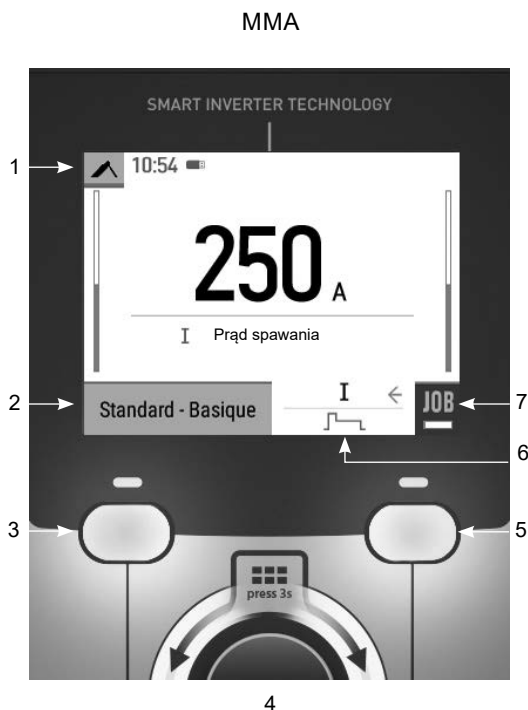 MMA
SMART INVERTER TECHNOLOGY
1
10:54
250 A
I Prąd spawania
2
Standard - Basique
I
JOB
7
6
3
5
press 3s
4